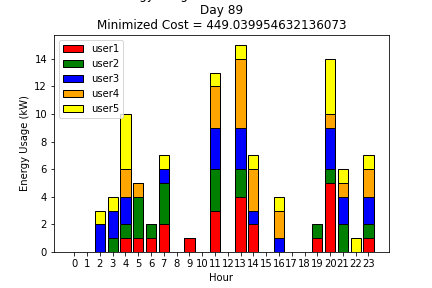 Day 89
Minimized Cost = 449.039954632136073
user1
user2
user3
user4
user5
Energy Usage (kW)
14
12
10
8
6
4
2
0
0 1 2 3 4 5 6 7 8 9 10 11 12 13 14 15 16 17 18 19 20 21 22 23
Hour